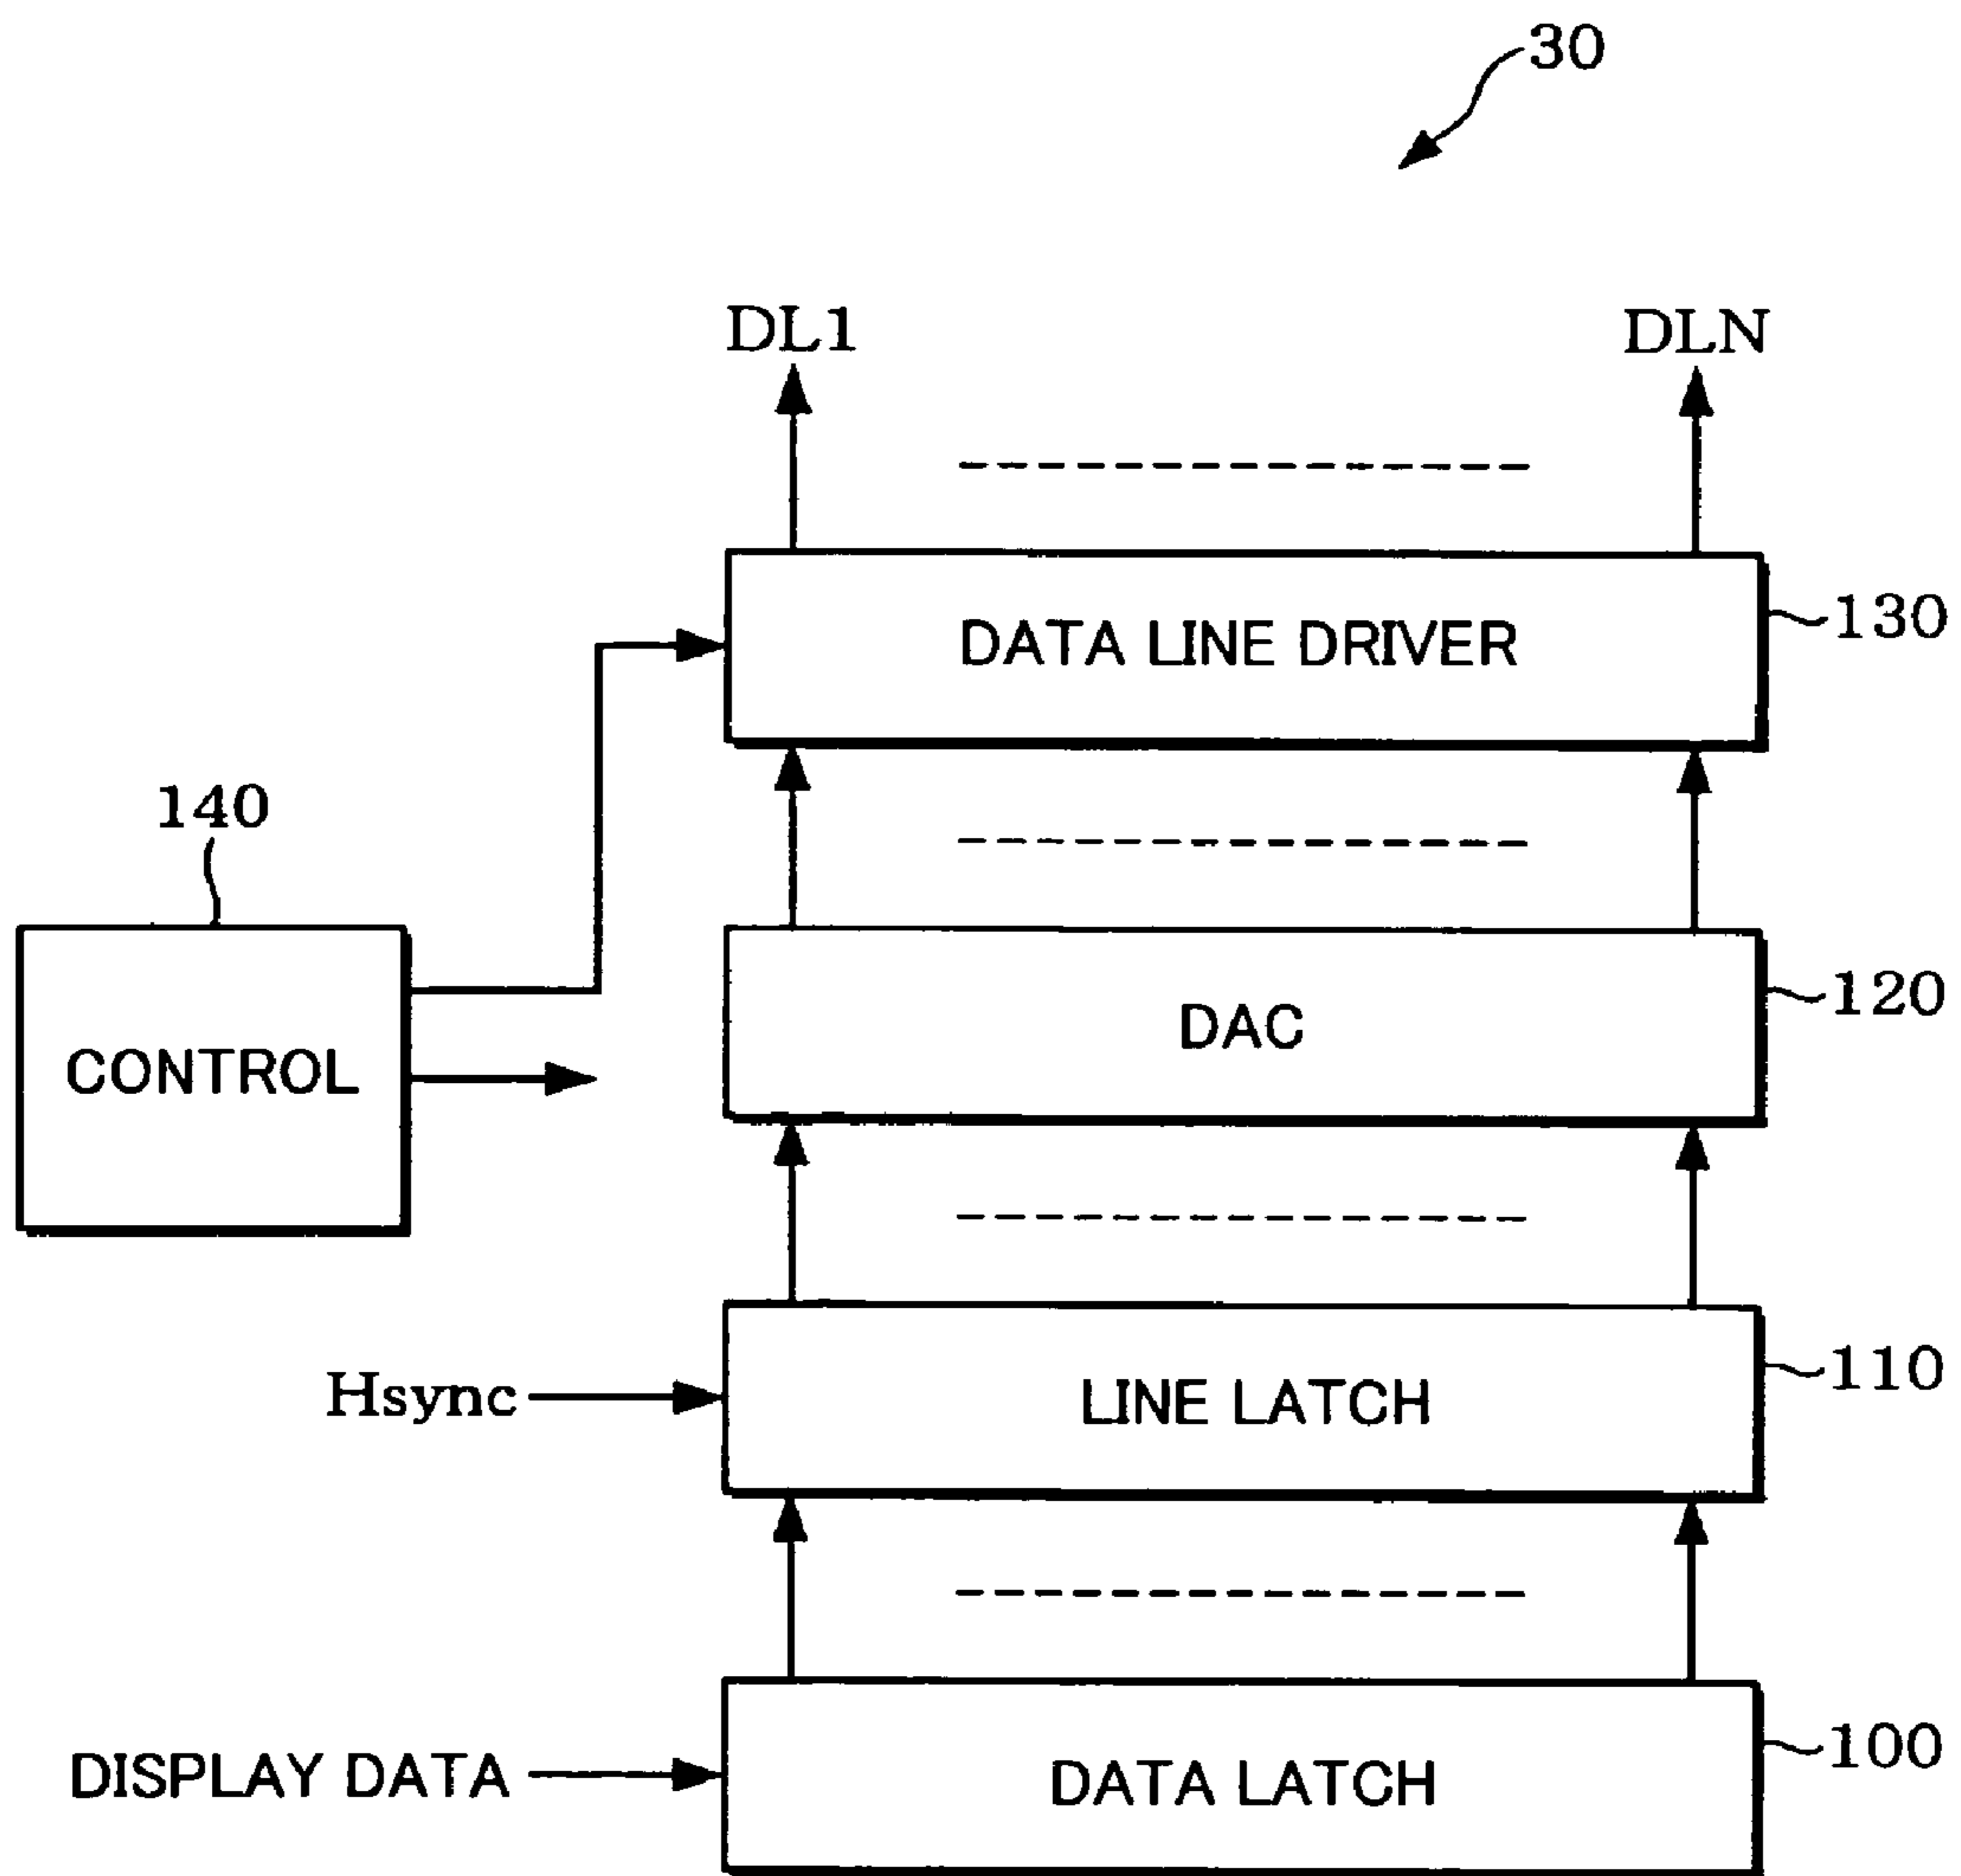 30
DL1
DLN
DATA LINE DRIVER
130
140
CONTROL
DAC
120
Hsync
LINE LATCH
110
DISPLAY DATA
DATA LATCH
100